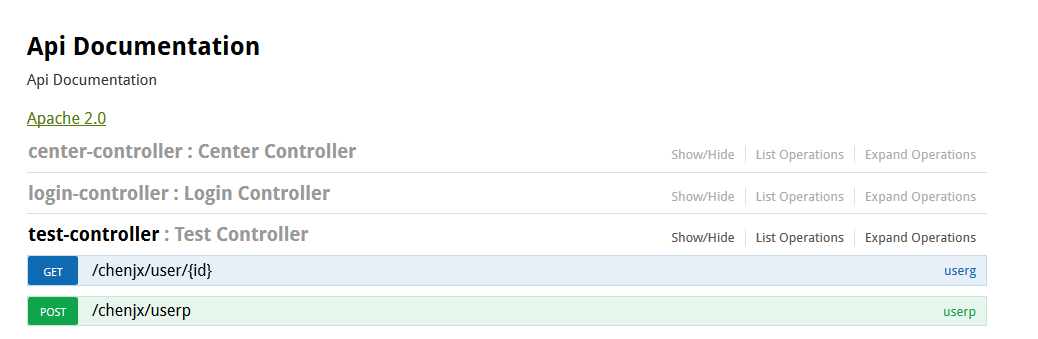 Api Documentation
Api Documentation
Apache 2.0
center-controller : Center Controller Show/Hide List Operations Expand Operations
login-controller : Login Controller Show/Hide List Operations Expand Operations
test-controller : Test Controller Show/Hide List Operations Expand Operations
GET /chenjx/user/{id} userg
POST /chenjx/userp userp